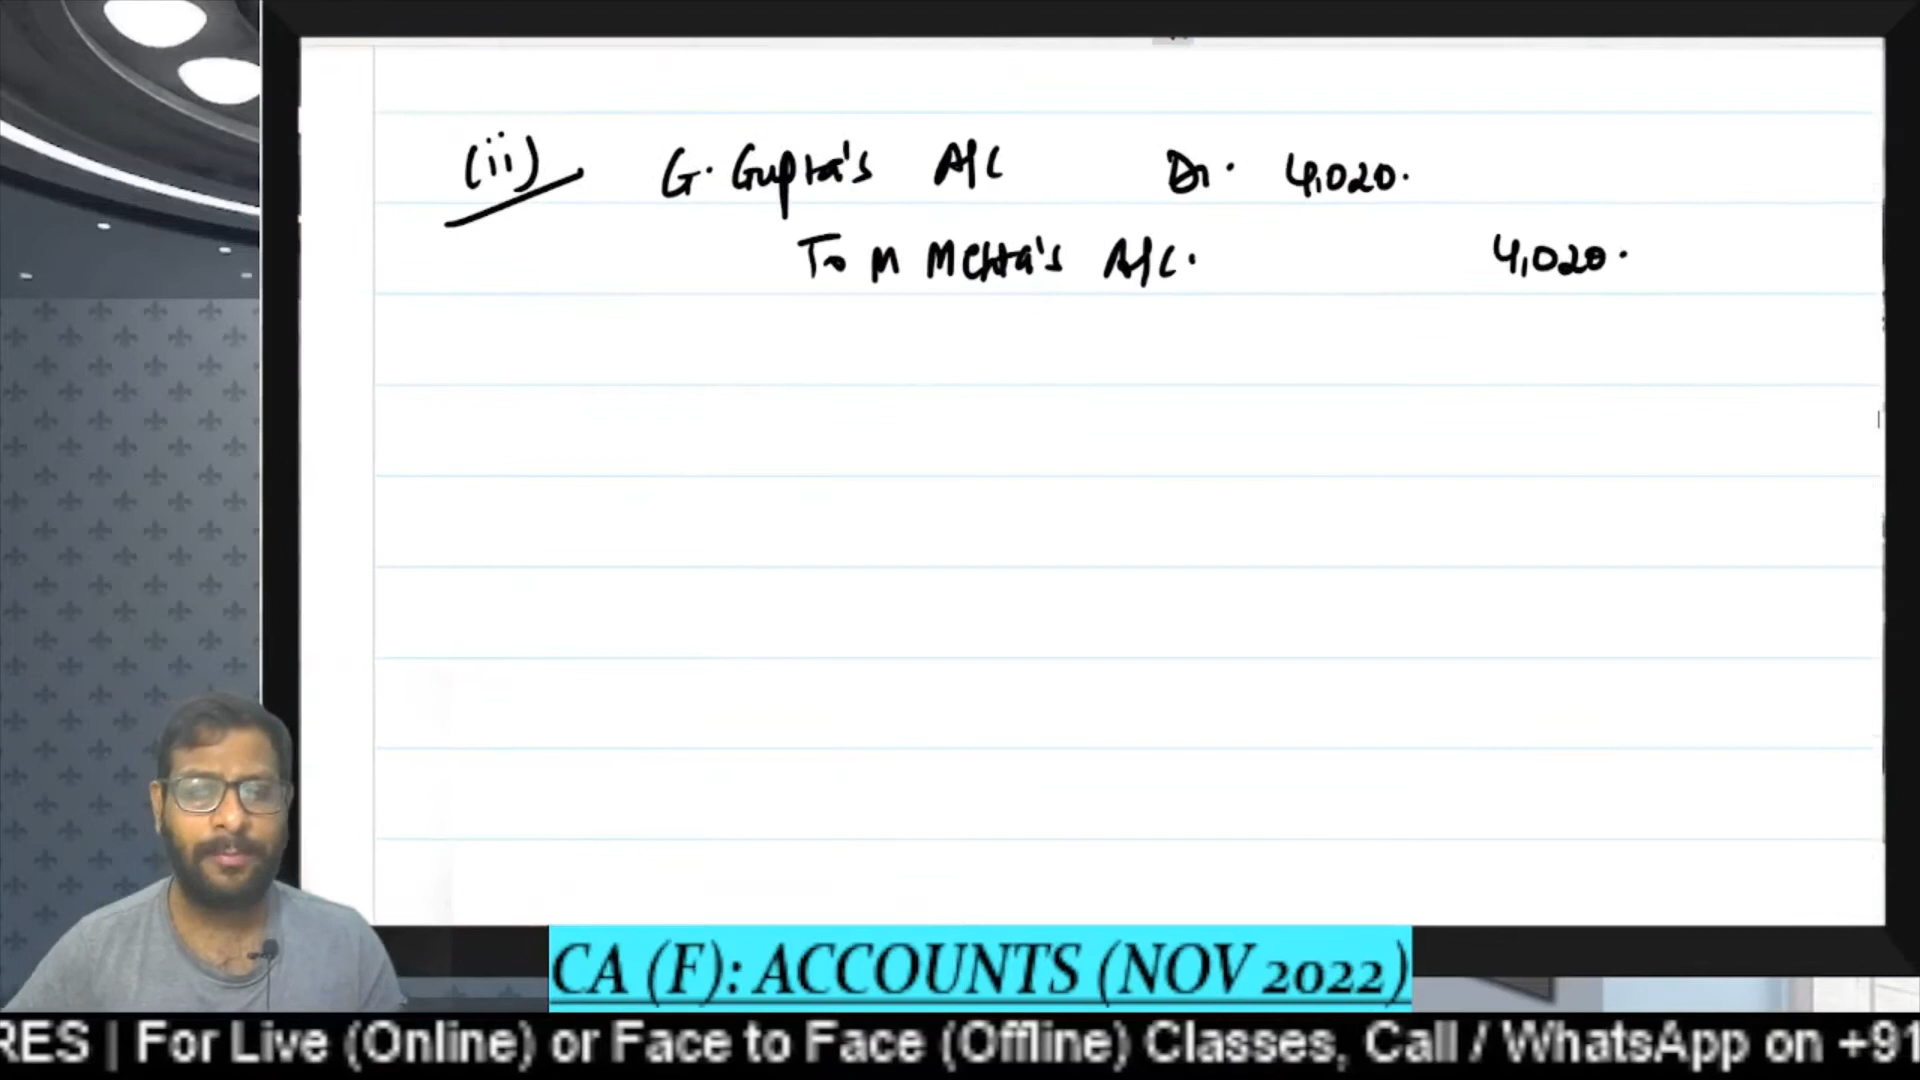 (ii) G. Gupta's A/C Dr. 4,020.
To M Mehta's A/C. 4,020.
CA (F): ACCOUNTS (NOV 2022)
RES | For Live (Online) or Face to Face (Offline) Classes, Call / WhatsApp on +91